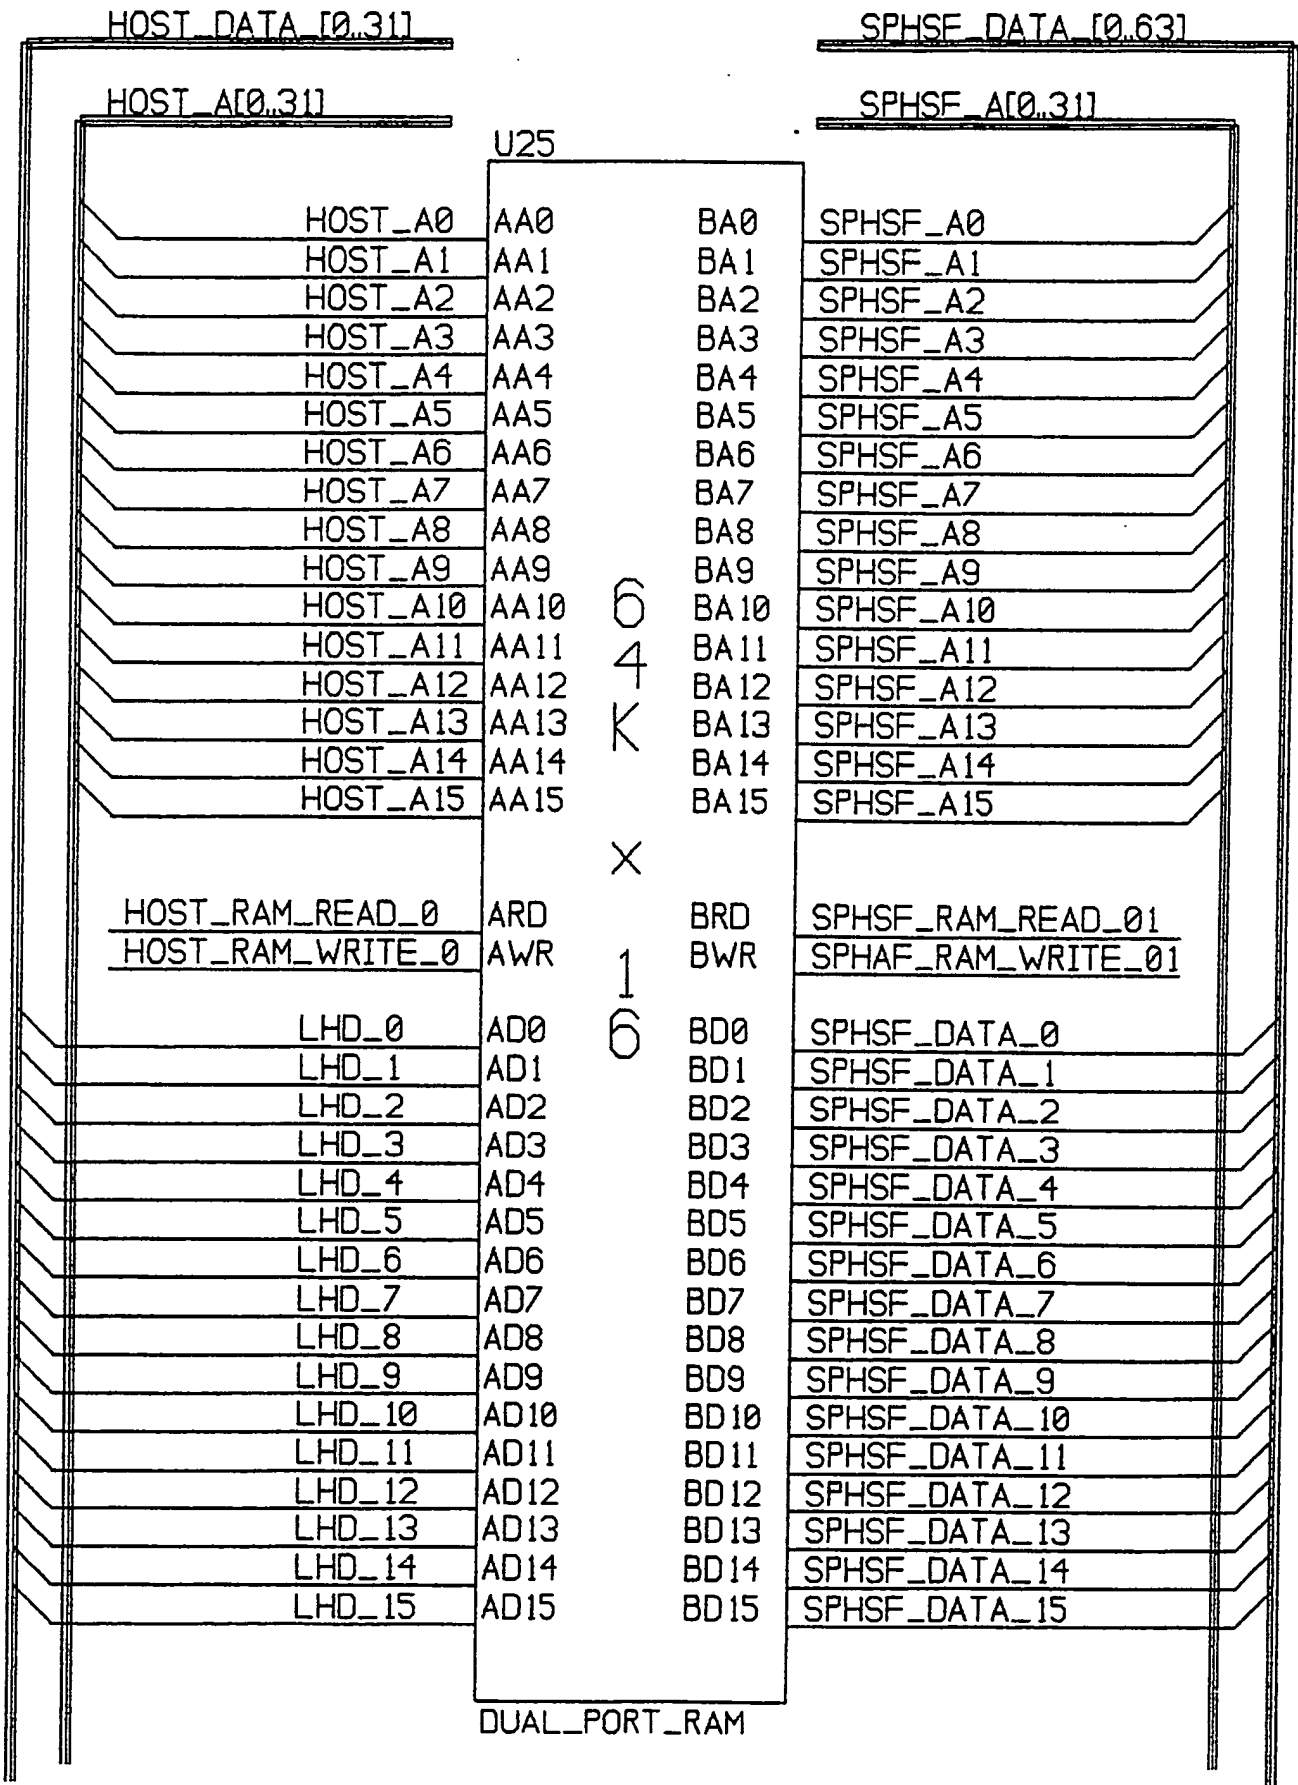 HOST_DATA_[0..31] SPHSF_DATA_[0..63]
HOST_A[0..31] SPHSF_A[0..31]
U25
HOST_A0 AA0 BA0 SPHSF_A0
HOST_A1 AA1 BA1 SPHSF_A1
HOST_A2 AA2 BA2 SPHSF_A2
HOST_A3 AA3 BA3 SPHSF_A3
HOST_A4 AA4 BA4 SPHSF_A4
HOST_A5 AA5 BA5 SPHSF_A5
HOST_A6 AA6 BA6 SPHSF_A6
HOST_A7 AA7 BA7 SPHSF_A7
HOST_A8 AA8 BA8 SPHSF_A8
HOST_A9 AA9 BA9 SPHSF_A9
HOST_A10 AA10 BA10 SPHSF_A10
HOST_A11 AA11 BA11 SPHSF_A11
HOST_A12 AA12 BA12 SPHSF_A12
HOST_A13 AA13 BA13 SPHSF_A13
HOST_A14 AA14 BA14 SPHSF_A14
HOST_A15 AA15 BA15 SPHSF_A15
64K x 16
HOST_RAM_READ_0 ARD BRD SPHSF_RAM_READ_01
HOST_RAM_WRITE_0 AWR BWR SPHAF_RAM_WRITE_01
LHD_0 AD0 BD0 SPHSF_DATA_0
LHD_1 AD1 BD1 SPHSF_DATA_1
LHD_2 AD2 BD2 SPHSF_DATA_2
LHD_3 AD3 BD3 SPHSF_DATA_3
LHD_4 AD4 BD4 SPHSF_DATA_4
LHD_5 AD5 BD5 SPHSF_DATA_5
LHD_6 AD6 BD6 SPHSF_DATA_6
LHD_7 AD7 BD7 SPHSF_DATA_7
LHD_8 AD8 BD8 SPHSF_DATA_8
LHD_9 AD9 BD9 SPHSF_DATA_9
LHD_10 AD10 BD10 SPHSF_DATA_10
LHD_11 AD11 BD11 SPHSF_DATA_11
LHD_12 AD12 BD12 SPHSF_DATA_12
LHD_13 AD13 BD13 SPHSF_DATA_13
LHD_14 AD14 BD14 SPHSF_DATA_14
LHD_15 AD15 BD15 SPHSF_DATA_15
DUAL_PORT_RAM